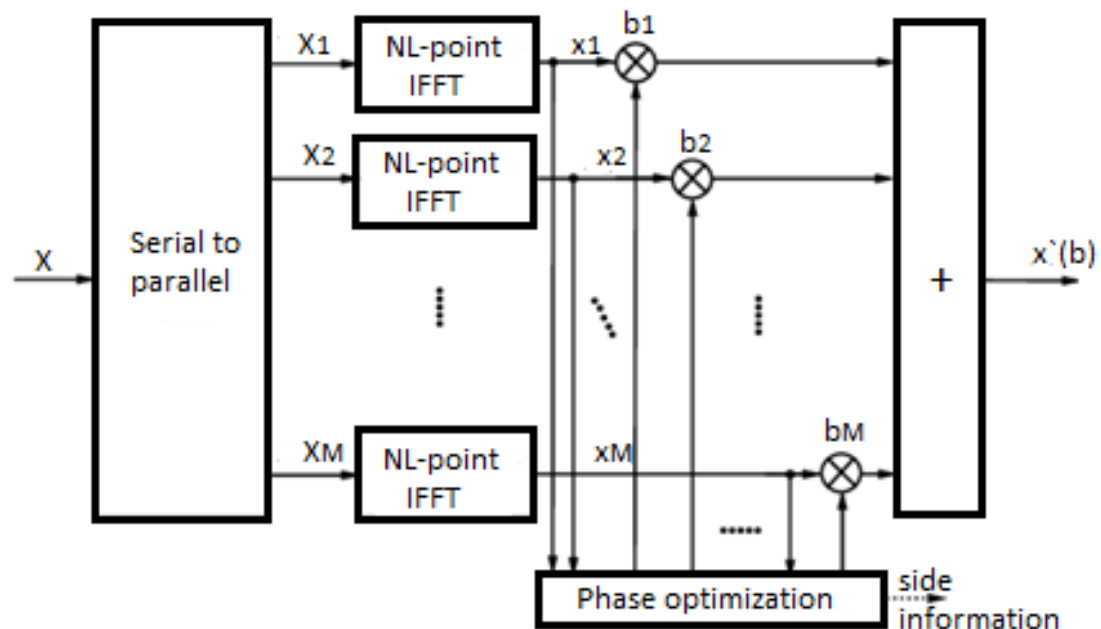 X
Serial to
parallel
X1
NL-point
IFFT
x1
b1
X2
NL-point
IFFT
x2
b2
XM
NL-point
IFFT
xM
bM
+
x`(b)
Phase optimization
side
information